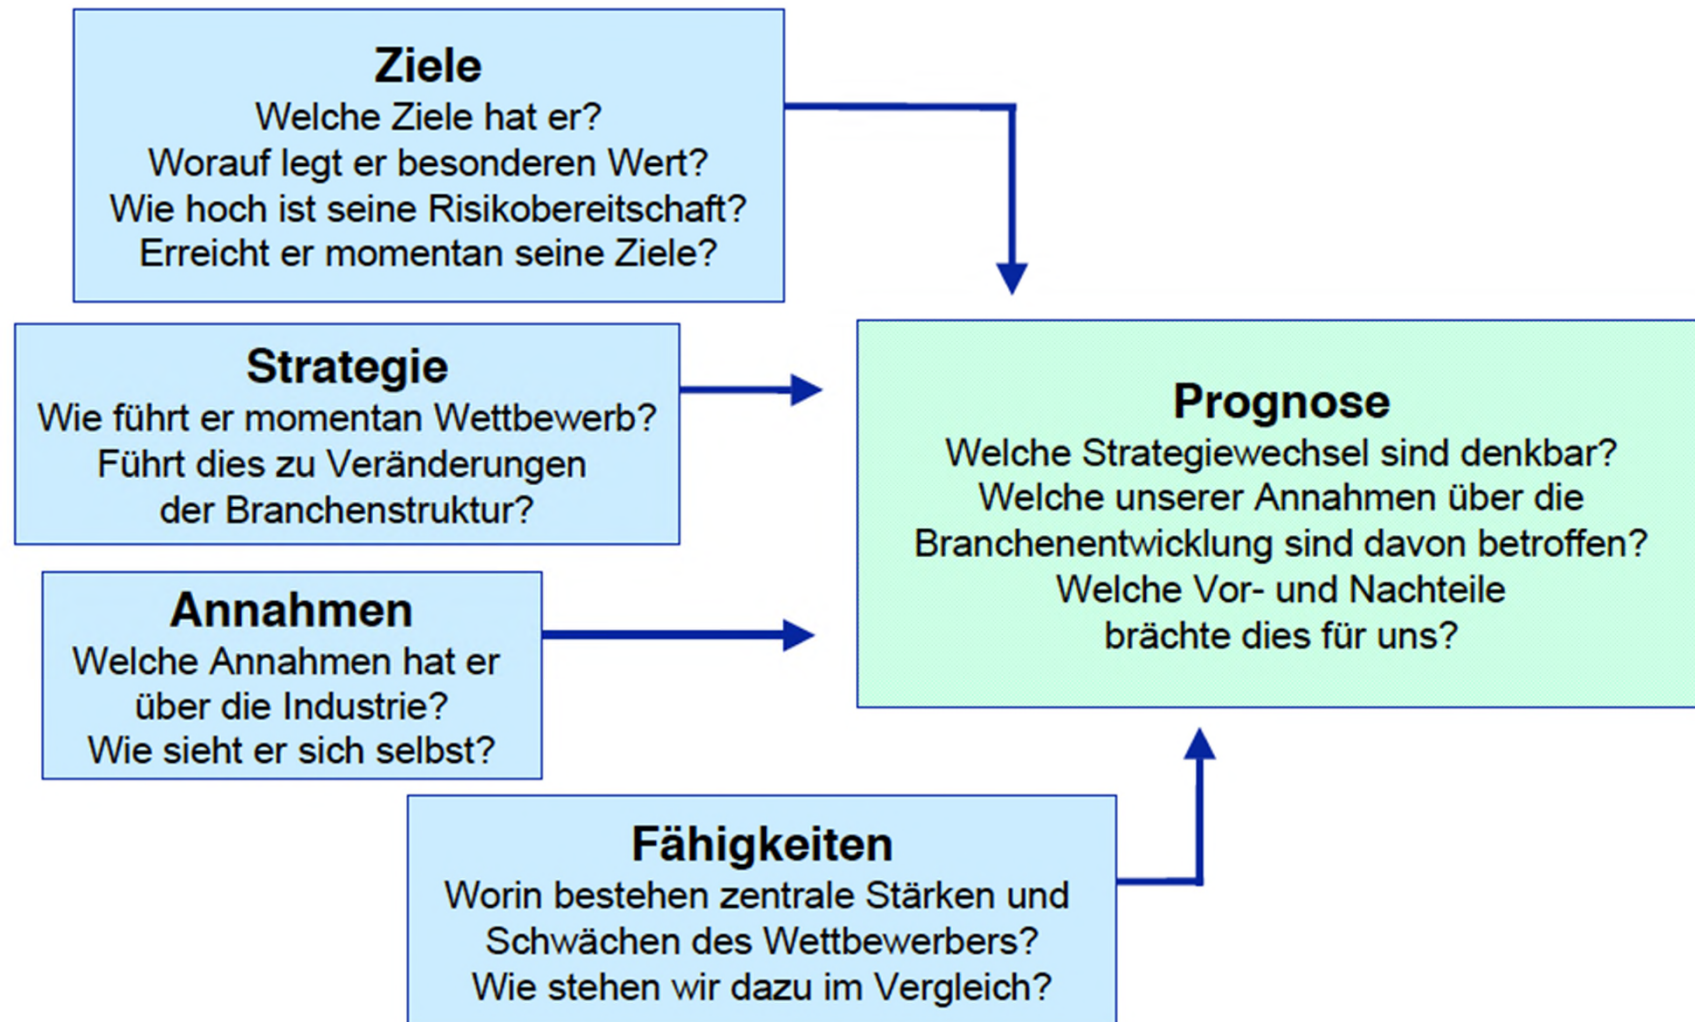 Ziele
Welche Ziele hat er?
Worauf legt er besonderen Wert?
Wie hoch ist seine Risikobereitschaft?
Erreicht er momentan seine Ziele?
Strategie
Wie führt er momentan Wettbewerb?
Führt dies zu Veränderungen
der Branchenstruktur?
Annahmen
Welche Annahmen hat er
über die Industrie?
Wie sieht er sich selbst?
Fähigkeiten
Worin bestehen zentrale Stärken und
Schwächen des Wettbewerbers?
Wie stehen wir dazu im Vergleich?
Prognose
Welche Strategiewechsel sind denkbar?
Welche unserer Annahmen über die
Branchenentwicklung sind davon betroffen?
Welche Vor- und Nachteile
brächte dies für uns?